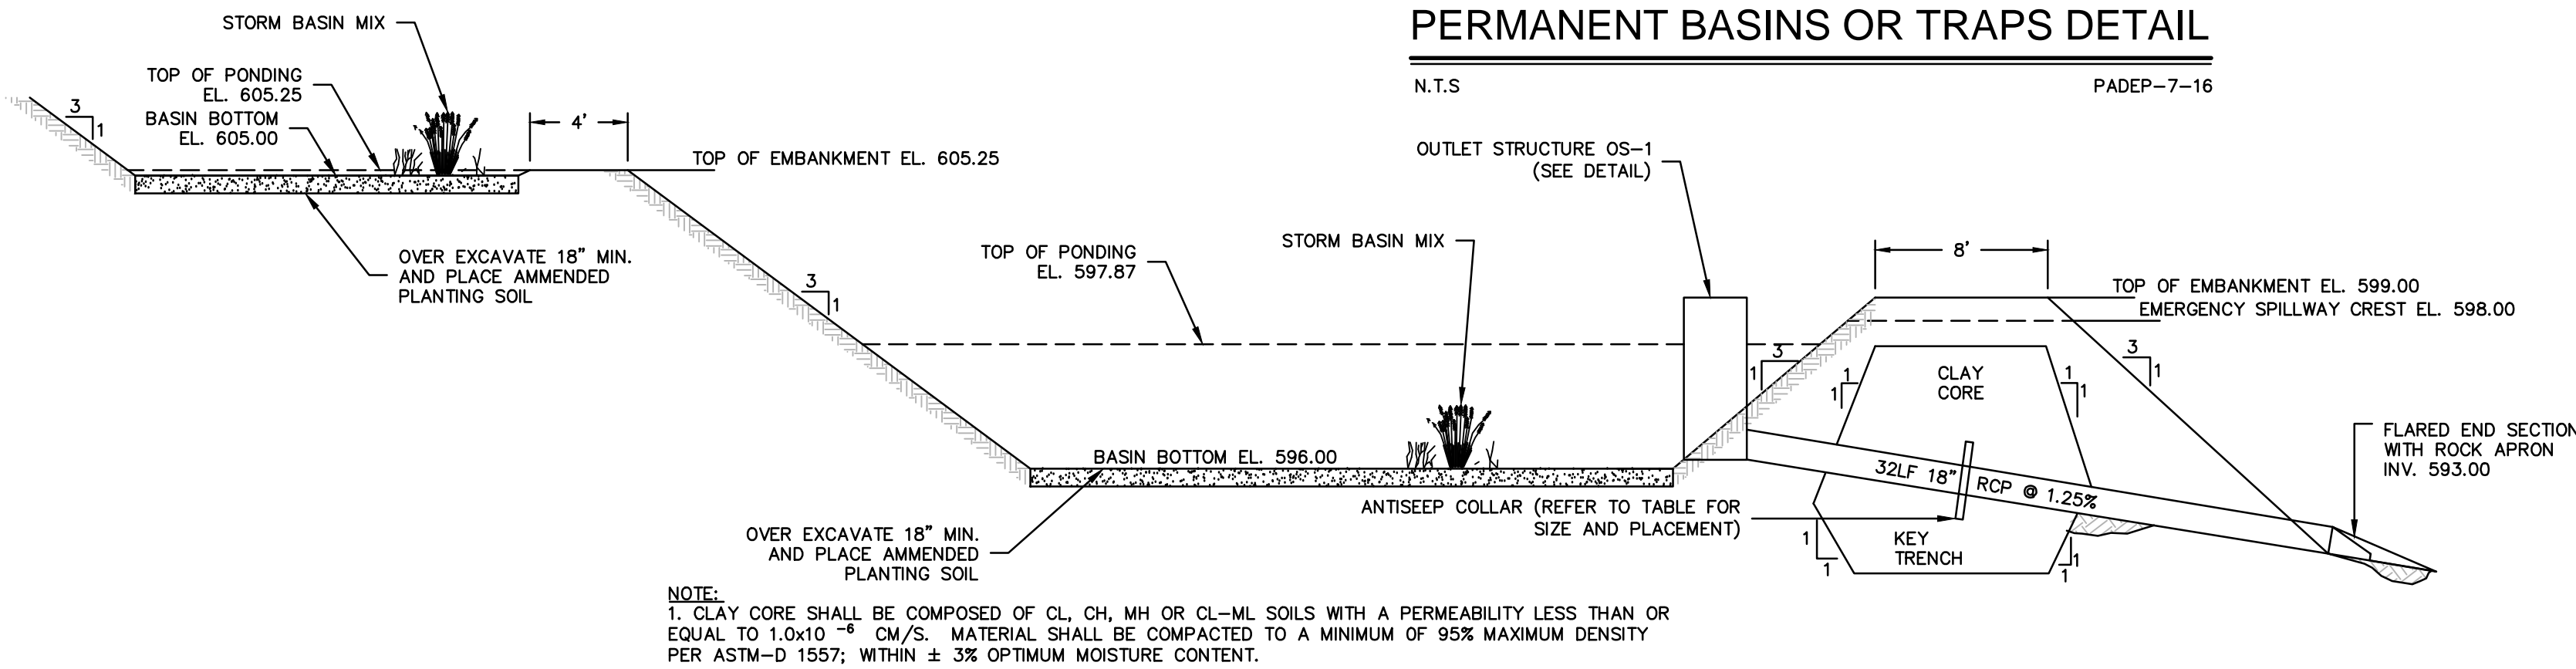 PERMANENT BASINS OR TRAPS DETAIL
N.T.S
PADEP-7-16
STORM BASIN MIX
TOP OF PONDING
EL. 605.25
BASIN BOTTOM
EL. 605.00
3
1
4'
TOP OF EMBANKMENT EL. 605.25
OVER EXCAVATE 18" MIN.
AND PLACE AMMENDED
PLANTING SOIL
3
1
TOP OF PONDING
EL. 597.87
STORM BASIN MIX
OUTLET STRUCTURE OS-1
(SEE DETAIL)
8'
TOP OF EMBANKMENT EL. 599.00
EMERGENCY SPILLWAY CREST EL. 598.00
3
1
1
1
CLAY
CORE
1
1
3
1
BASIN BOTTOM EL. 596.00
32LF 18" RCP @ 1.25%
FLARED END SECTION
WITH ROCK APRON
INV. 593.00
ANTISEEP COLLAR (REFER TO TABLE FOR
SIZE AND PLACEMENT)
OVER EXCAVATE 18" MIN.
AND PLACE AMMENDED
PLANTING SOIL
1
1
KEY
TRENCH
1
1
NOTE:
1. CLAY CORE SHALL BE COMPOSED OF CL, CH, MH OR CL-ML SOILS WITH A PERMEABILITY LESS THAN OR
EQUAL TO 1.0x10 -6 CM/S. MATERIAL SHALL BE COMPACTED TO A MINIMUM OF 95% MAXIMUM DENSITY
PER ASTM-D 1557; WITHIN ± 3% OPTIMUM MOISTURE CONTENT.